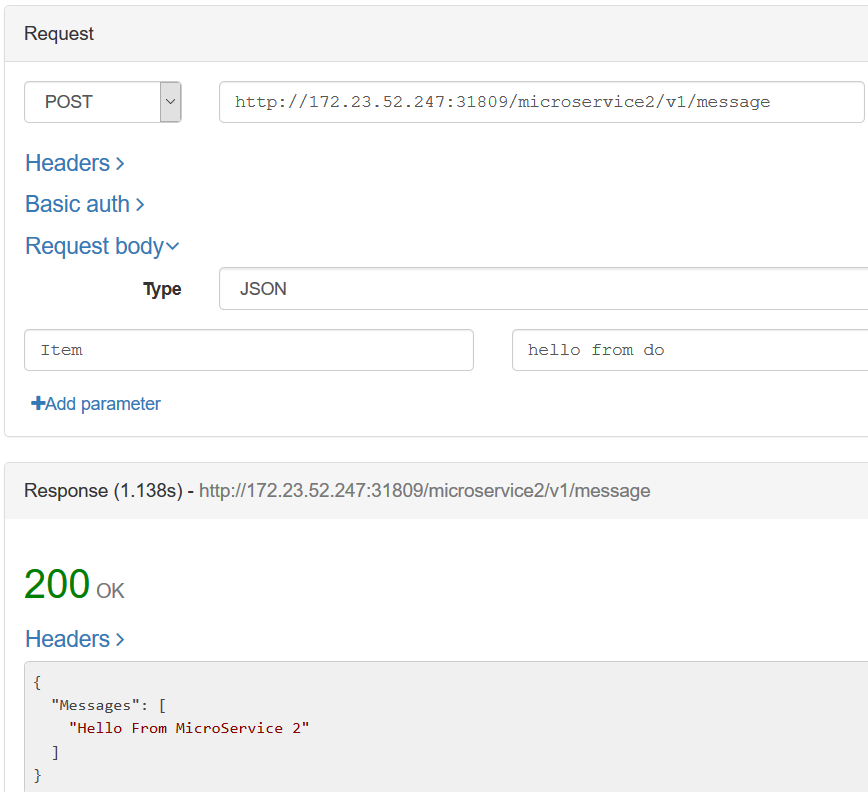 Request
POST http://172.23.52.247:31809/microservice2/v1/message
Headers
Basic auth
Request body
Type JSON
Item hello from do
Add parameter
Response (1.138s) - http://172.23.52.247:31809/microservice2/v1/message
200 OK
Headers
{
"Messages": [
"Hello From MicroService 2"
]
}